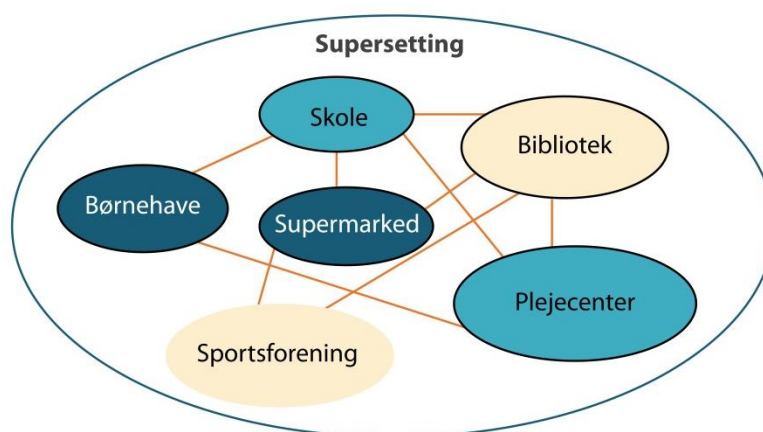 Supersetting
Skole
Bibliotek
Børnehave
Supermarked
Plejecenter
Sportsforening